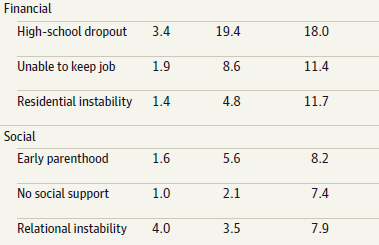 Financial
High-school dropout 3.4 19.4 18.0
Unable to keep job 1.9 8.6 11.4
Residential instability 1.4 4.8 11.7
Social
Early parenthood 1.6 5.6 8.2
No social support 1.0 2.1 7.4
Relational instability 4.0 3.5 7.9